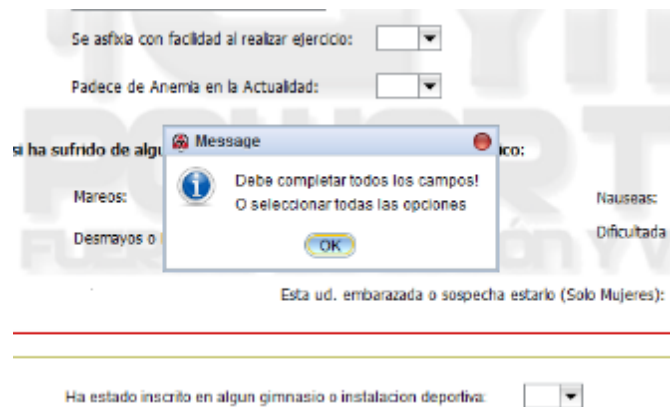 Se asfixia con facilidad al realizar ejercicio:
Padece de Anemia en la Actualidad:
si ha sufrido de algu
ico:
Message
Debe completar todos los campos!
O seleccionar todas las opciones
OK
Mareos:
Nauseas:
Desmayos o
Dificultada
Esta ud. embarazada o sospecha estarlo (Solo Mujeres):
Ha estado inscrito en algun gimnasio o instalacion deportiva: